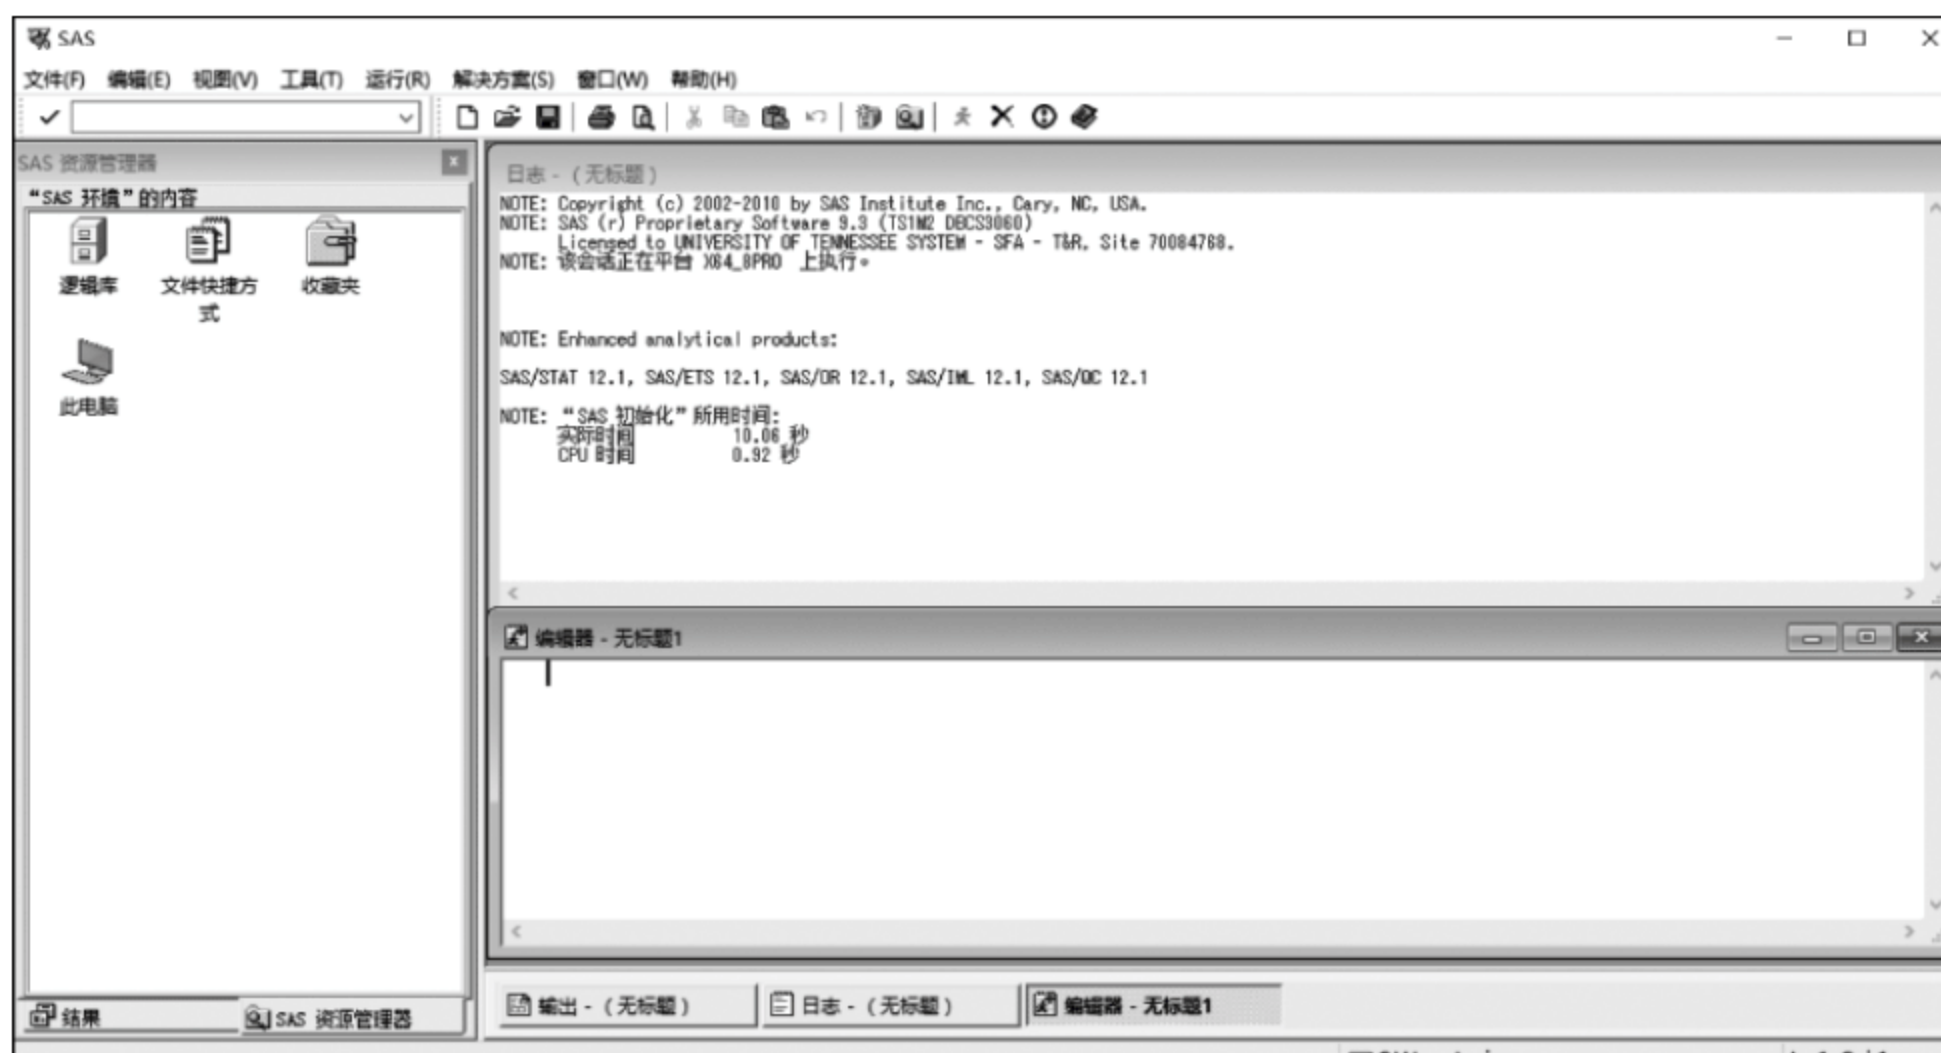 SAS
文件(F) 编辑(E) 视图(V) 工具(T) 运行(R) 解决方案(S) 窗口(W) 帮助(H)
SAS 资源管理器
“SAS 环境”的内容
逻辑库 文件快捷方式 收藏夹
此电脑
结果 SAS 资源管理器
日志 - (无标题)
NOTE: Copyright (c) 2002-2010 by SAS Institute Inc., Cary, NC, USA.
NOTE: SAS (r) Proprietary Software 9.3 (TS1M2 DBCS3060)
Licensed to UNIVERSITY OF TENNESSEE SYSTEM - SFA - T&R, Site 70084768.
NOTE: 该会话正在平台 X64_8PRO 上执行。
NOTE: Enhanced analytical products:
SAS/STAT 12.1, SAS/ETS 12.1, SAS/OR 12.1, SAS/IML 12.1, SAS/QC 12.1
NOTE: “SAS 初始化”所用时间:
实际时间 10.06 秒
CPU 时间 0.92 秒
编辑器 - 无标题1
输出 - (无标题) 日志 - (无标题) 编辑器 - 无标题1